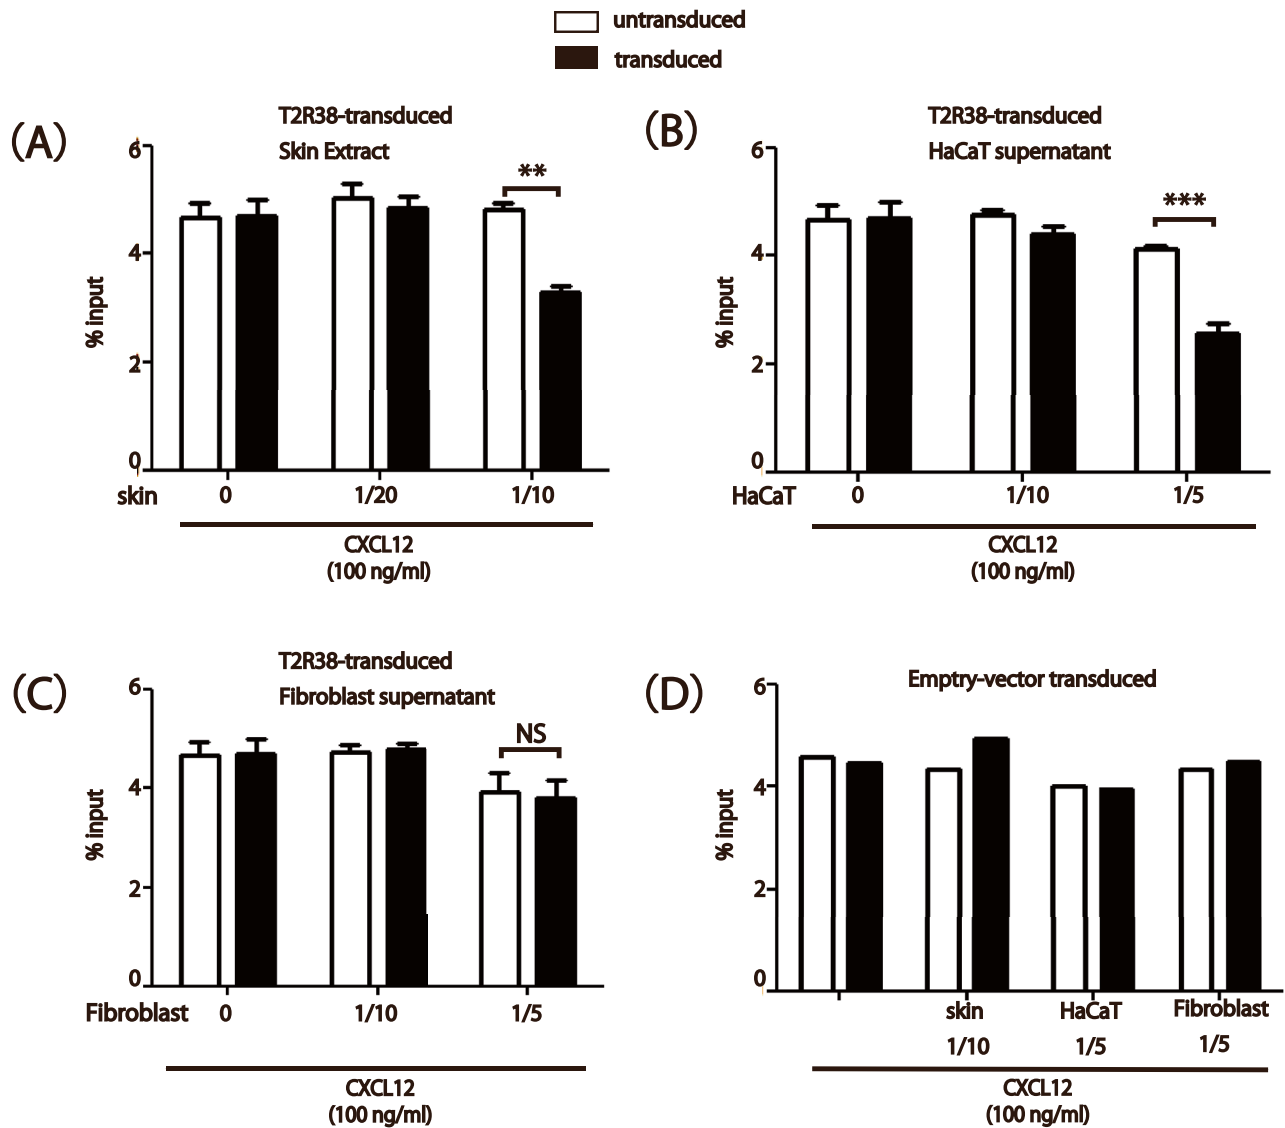 untransduced
transduced
(A)
T2R38-transduced
Skin Extract
6
4
2
0
% input
**
skin 0 1/20 1/10
CXCL12
(100 ng/ml)
(B)
T2R38-transduced
HaCaT supernatant
6
4
2
0
% input
***
HaCaT 0 1/10 1/5
CXCL12
(100 ng/ml)
(C)
T2R38-transduced
Fibroblast supernatant
6
4
2
0
% input
NS
Fibroblast 0 1/10 1/5
CXCL12
(100 ng/ml)
(D)
Emptry-vector transduced
6
4
2
0
% input
skin HaCaT Fibroblast
1/10 1/5 1/5
CXCL12
(100 ng/ml)